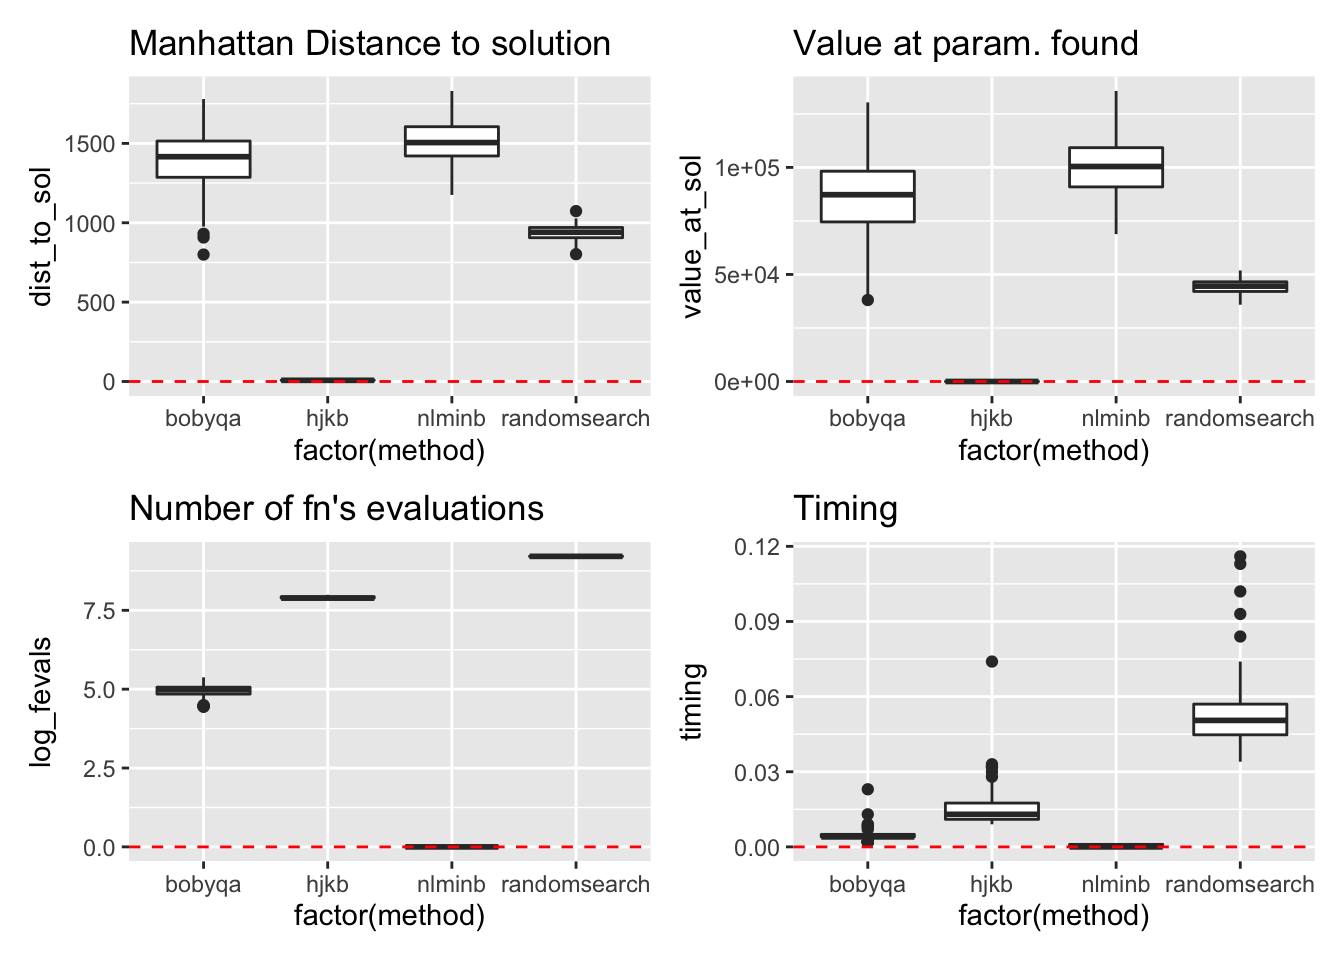 Manhattan Distance to solution
dist_to_sol
1500
1000
500
0
bobyqa hjkb nlminb randomsearch
factor(method)
Value at param. found
value_at_sol
1e+05
5e+04
0e+00
bobyqa hjkb nlminb randomsearch
factor(method)
Number of fn's evaluations
log_fevals
7.5
5.0
2.5
0.0
bobyqa hjkb nlminb randomsearch
factor(method)
Timing
timing
0.12
0.09
0.06
0.03
0.00
bobyqa hjkb nlminb randomsearch
factor(method)